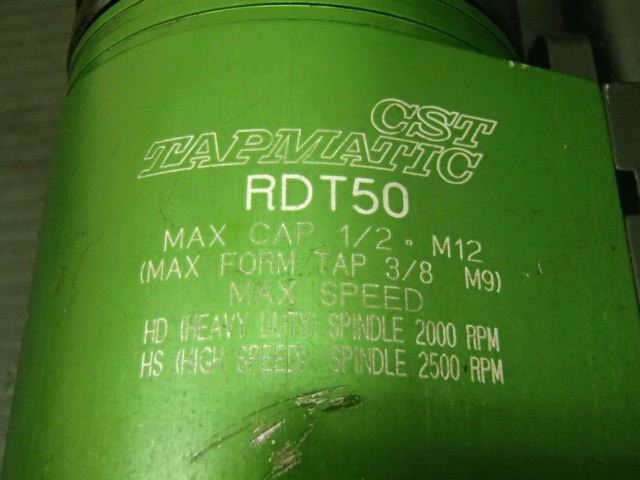 CST
TAPMATIC
RDT50
MAX CAP 1/2 • M12
(MAX FORM TAP 3/8 M9)
MAX SPEED
HD (HEAVY DUTY) SPINDLE 2000 RPM
HS (HIGH SPEED) SPINDLE 2500 RPM